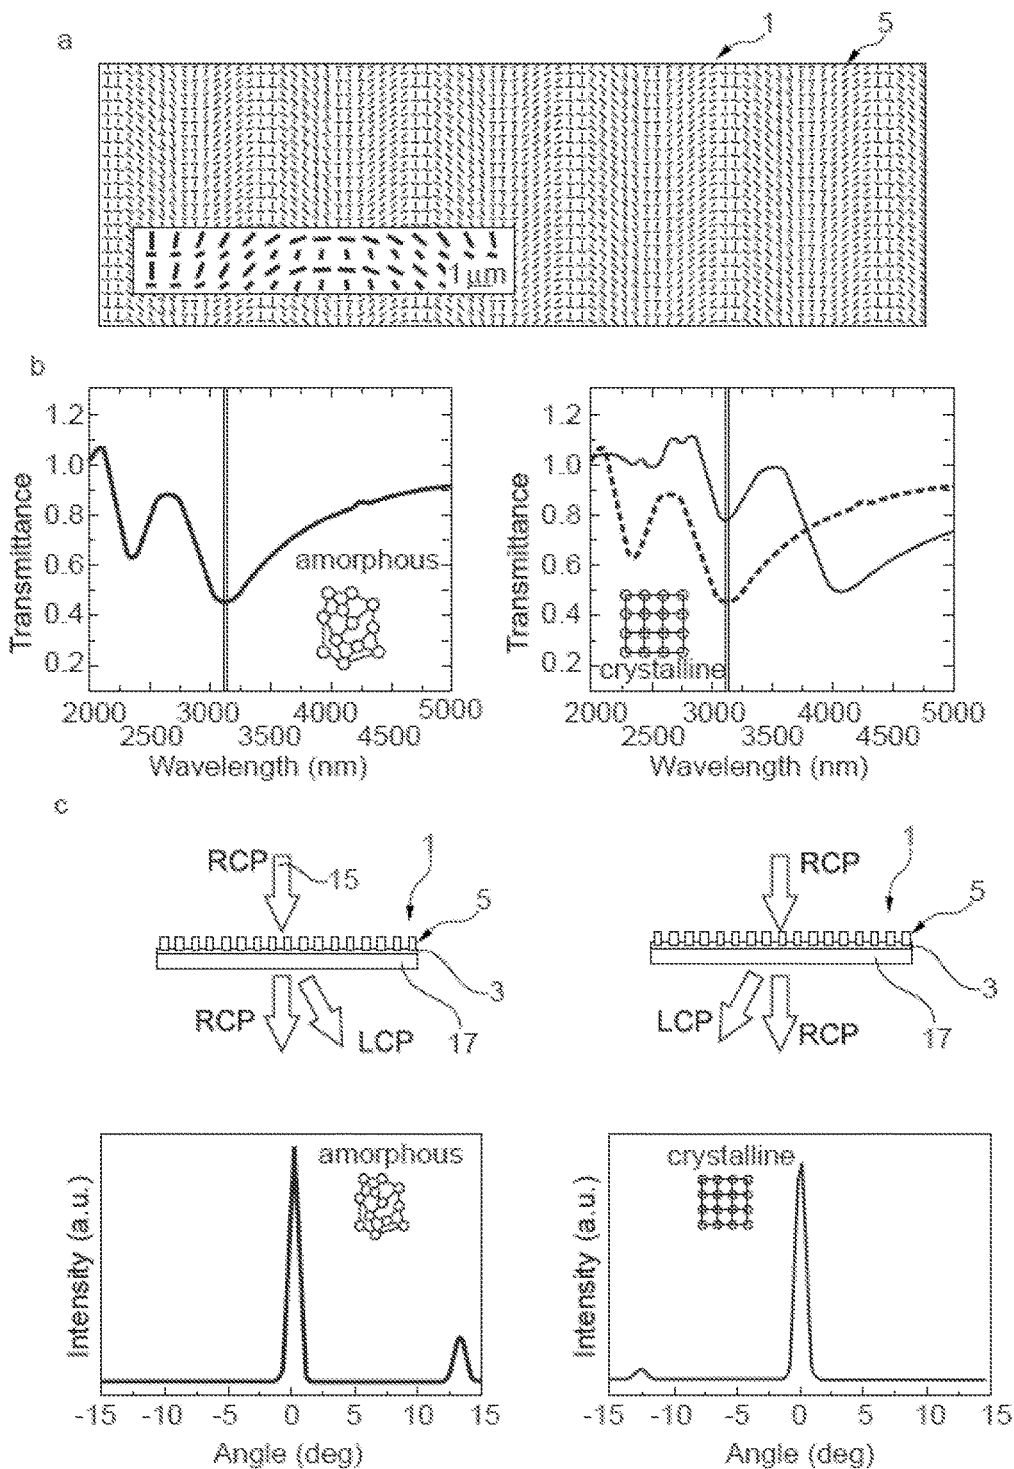 a
1
5
1 μm
b
Transmittance
1.2
1.0
0.8
0.6
0.4
0.2
amorphous
2000
3000
4000
5000
2500
3500
4500
Wavelength (nm)
Transmittance
1.2
1.0
0.8
0.6
0.4
0.2
crystalline
2000
3000
4000
5000
2500
3500
4500
Wavelength (nm)
c
RCP
15
1
5
3
17
RCP
LCP
RCP
1
5
3
17
LCP
RCP
Intensity (a.u.)
amorphous
-15
-10
-5
0
5
10
15
Angle (deg)
Intensity (a.u.)
crystalline
-15
-10
-5
0
5
10
15
Angle (deg)